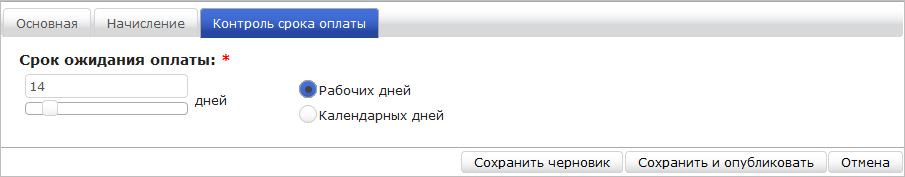 Основная Начисление Контроль срока оплаты
Срок ожидания оплаты: *
14
дней
Рабочих дней
Календарных дней
Сохранить черновик Сохранить и опубликовать Отмена